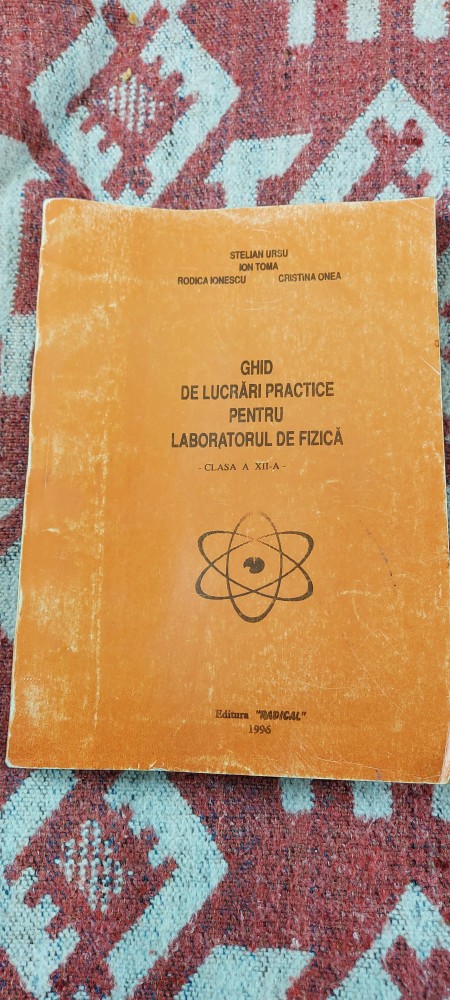 STELIAN URSU
ION TOMA
RODICA IONESCU CRISTINA ONEA
GHID
DE LUCRĂRI PRACTICE
PENTRU
LABORATORUL DE FIZICĂ
- CLASA A XII-A -
Editura "RADICAL"
1996